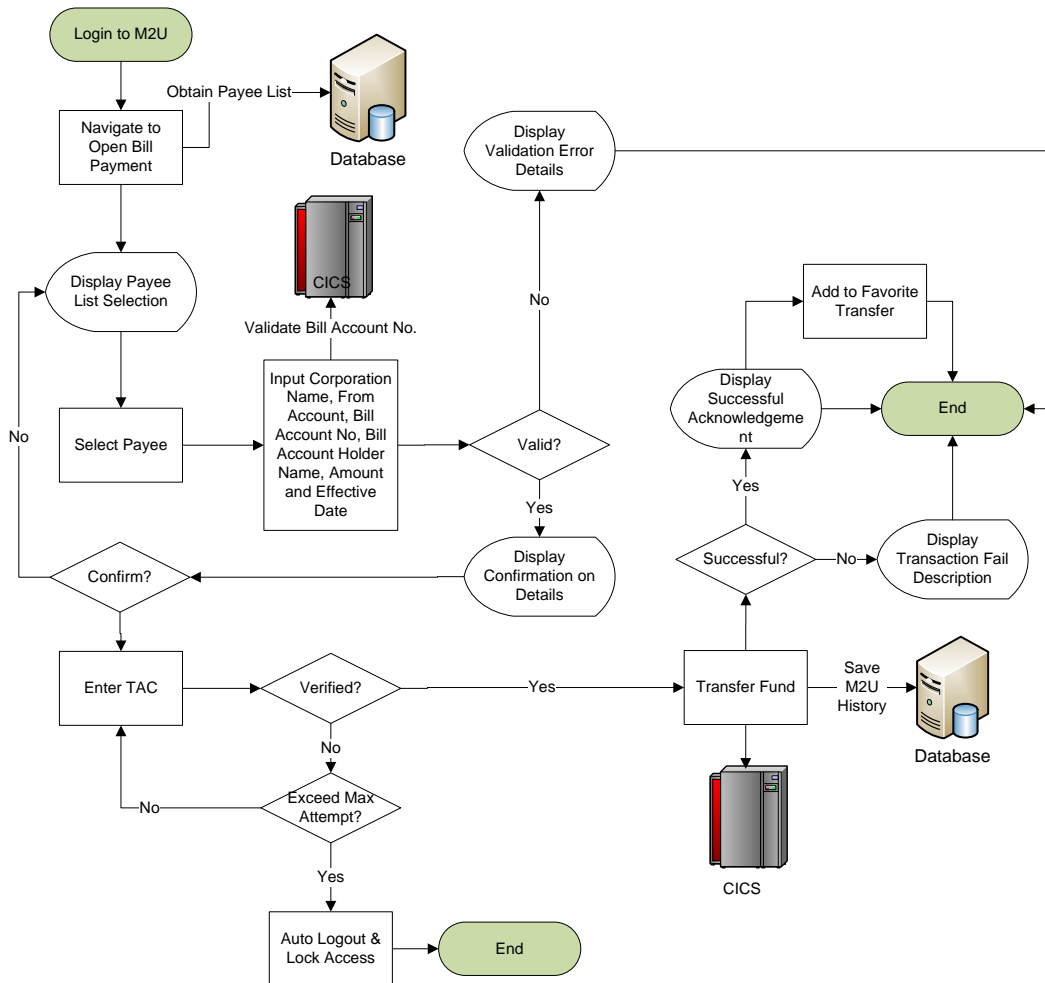 Login to M2U
Obtain Payee List
Navigate to
Open Bill
Payment
Database
Display
Validation Error
Details
Display Payee
List Selection
CICS
Validate Bill Account No.
No
Add to Favorite
Transfer
Select Payee
Input Corporation
Name, From
Account, Bill
Account No, Bill
Account Holder
Name, Amount
and Effective
Date
Valid?
Display
Successful
Acknowledgeme
nt
End
No
Yes
Yes
Confirm?
Display
Confirmation on
Details
Successful?
No
Display
Transaction Fail
Description
Enter TAC
Verified?
Yes
Transfer Fund
Save
M2U
History
Database
No
No
Exceed Max
Attempt?
CICS
Yes
Auto Logout &
Lock Access
End